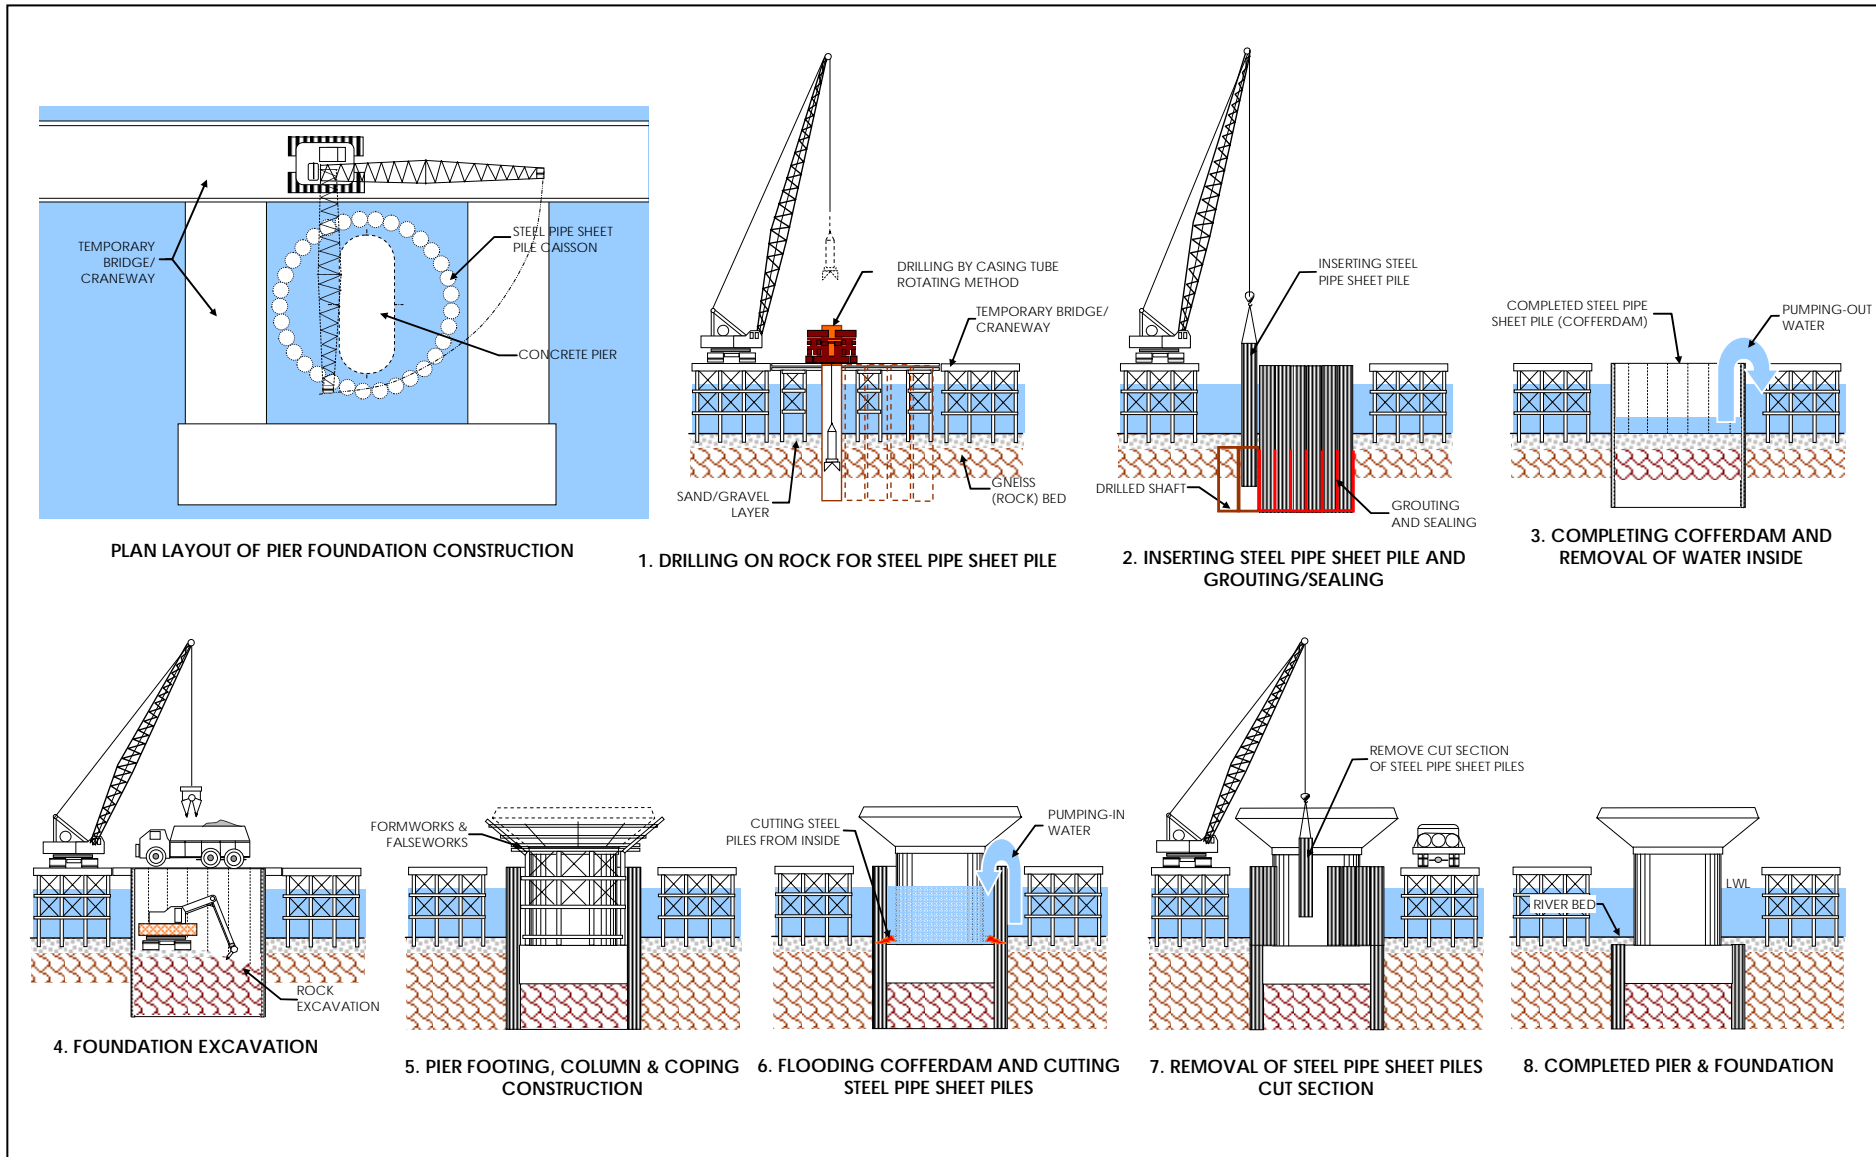 TEMPORARY
BRIDGE/
CRANEWAY
STEEL PIPE SHEET
PILE CAISSON
CONCRETE PIER
PLAN LAYOUT OF PIER FOUNDATION CONSTRUCTION
DRILLING BY CASING TUBE
ROTATING METHOD
TEMPORARY BRIDGE/
CRANEWAY
SAND/GRAVEL
LAYER
GNEISS
(ROCK) BED
1. DRILLING ON ROCK FOR STEEL PIPE SHEET PILE
INSERTING STEEL
PIPE SHEET PILE
DRILLED SHAFT
GROUTING
AND SEALING
2. INSERTING STEEL PIPE SHEET PILE AND
GROUTING/SEALING
COMPLETED STEEL PIPE
SHEET PILE (COFFERDAM)
PUMPING-OUT
WATER
3. COMPLETING COFFERDAM AND
REMOVAL OF WATER INSIDE
ROCK
EXCAVATION
4. FOUNDATION EXCAVATION
FORMWORKS &
FALSEWORKS
5. PIER FOOTING, COLUMN & COPING
CONSTRUCTION
CUTTING STEEL
PILES FROM INSIDE
PUMPING-IN
WATER
6. FLOODING COFFERDAM AND CUTTING
STEEL PIPE SHEET PILES
REMOVE CUT SECTION
OF STEEL PIPE SHEET PILES
7. REMOVAL OF STEEL PIPE SHEET PILES
CUT SECTION
LWL
RIVER BED
8. COMPLETED PIER & FOUNDATION